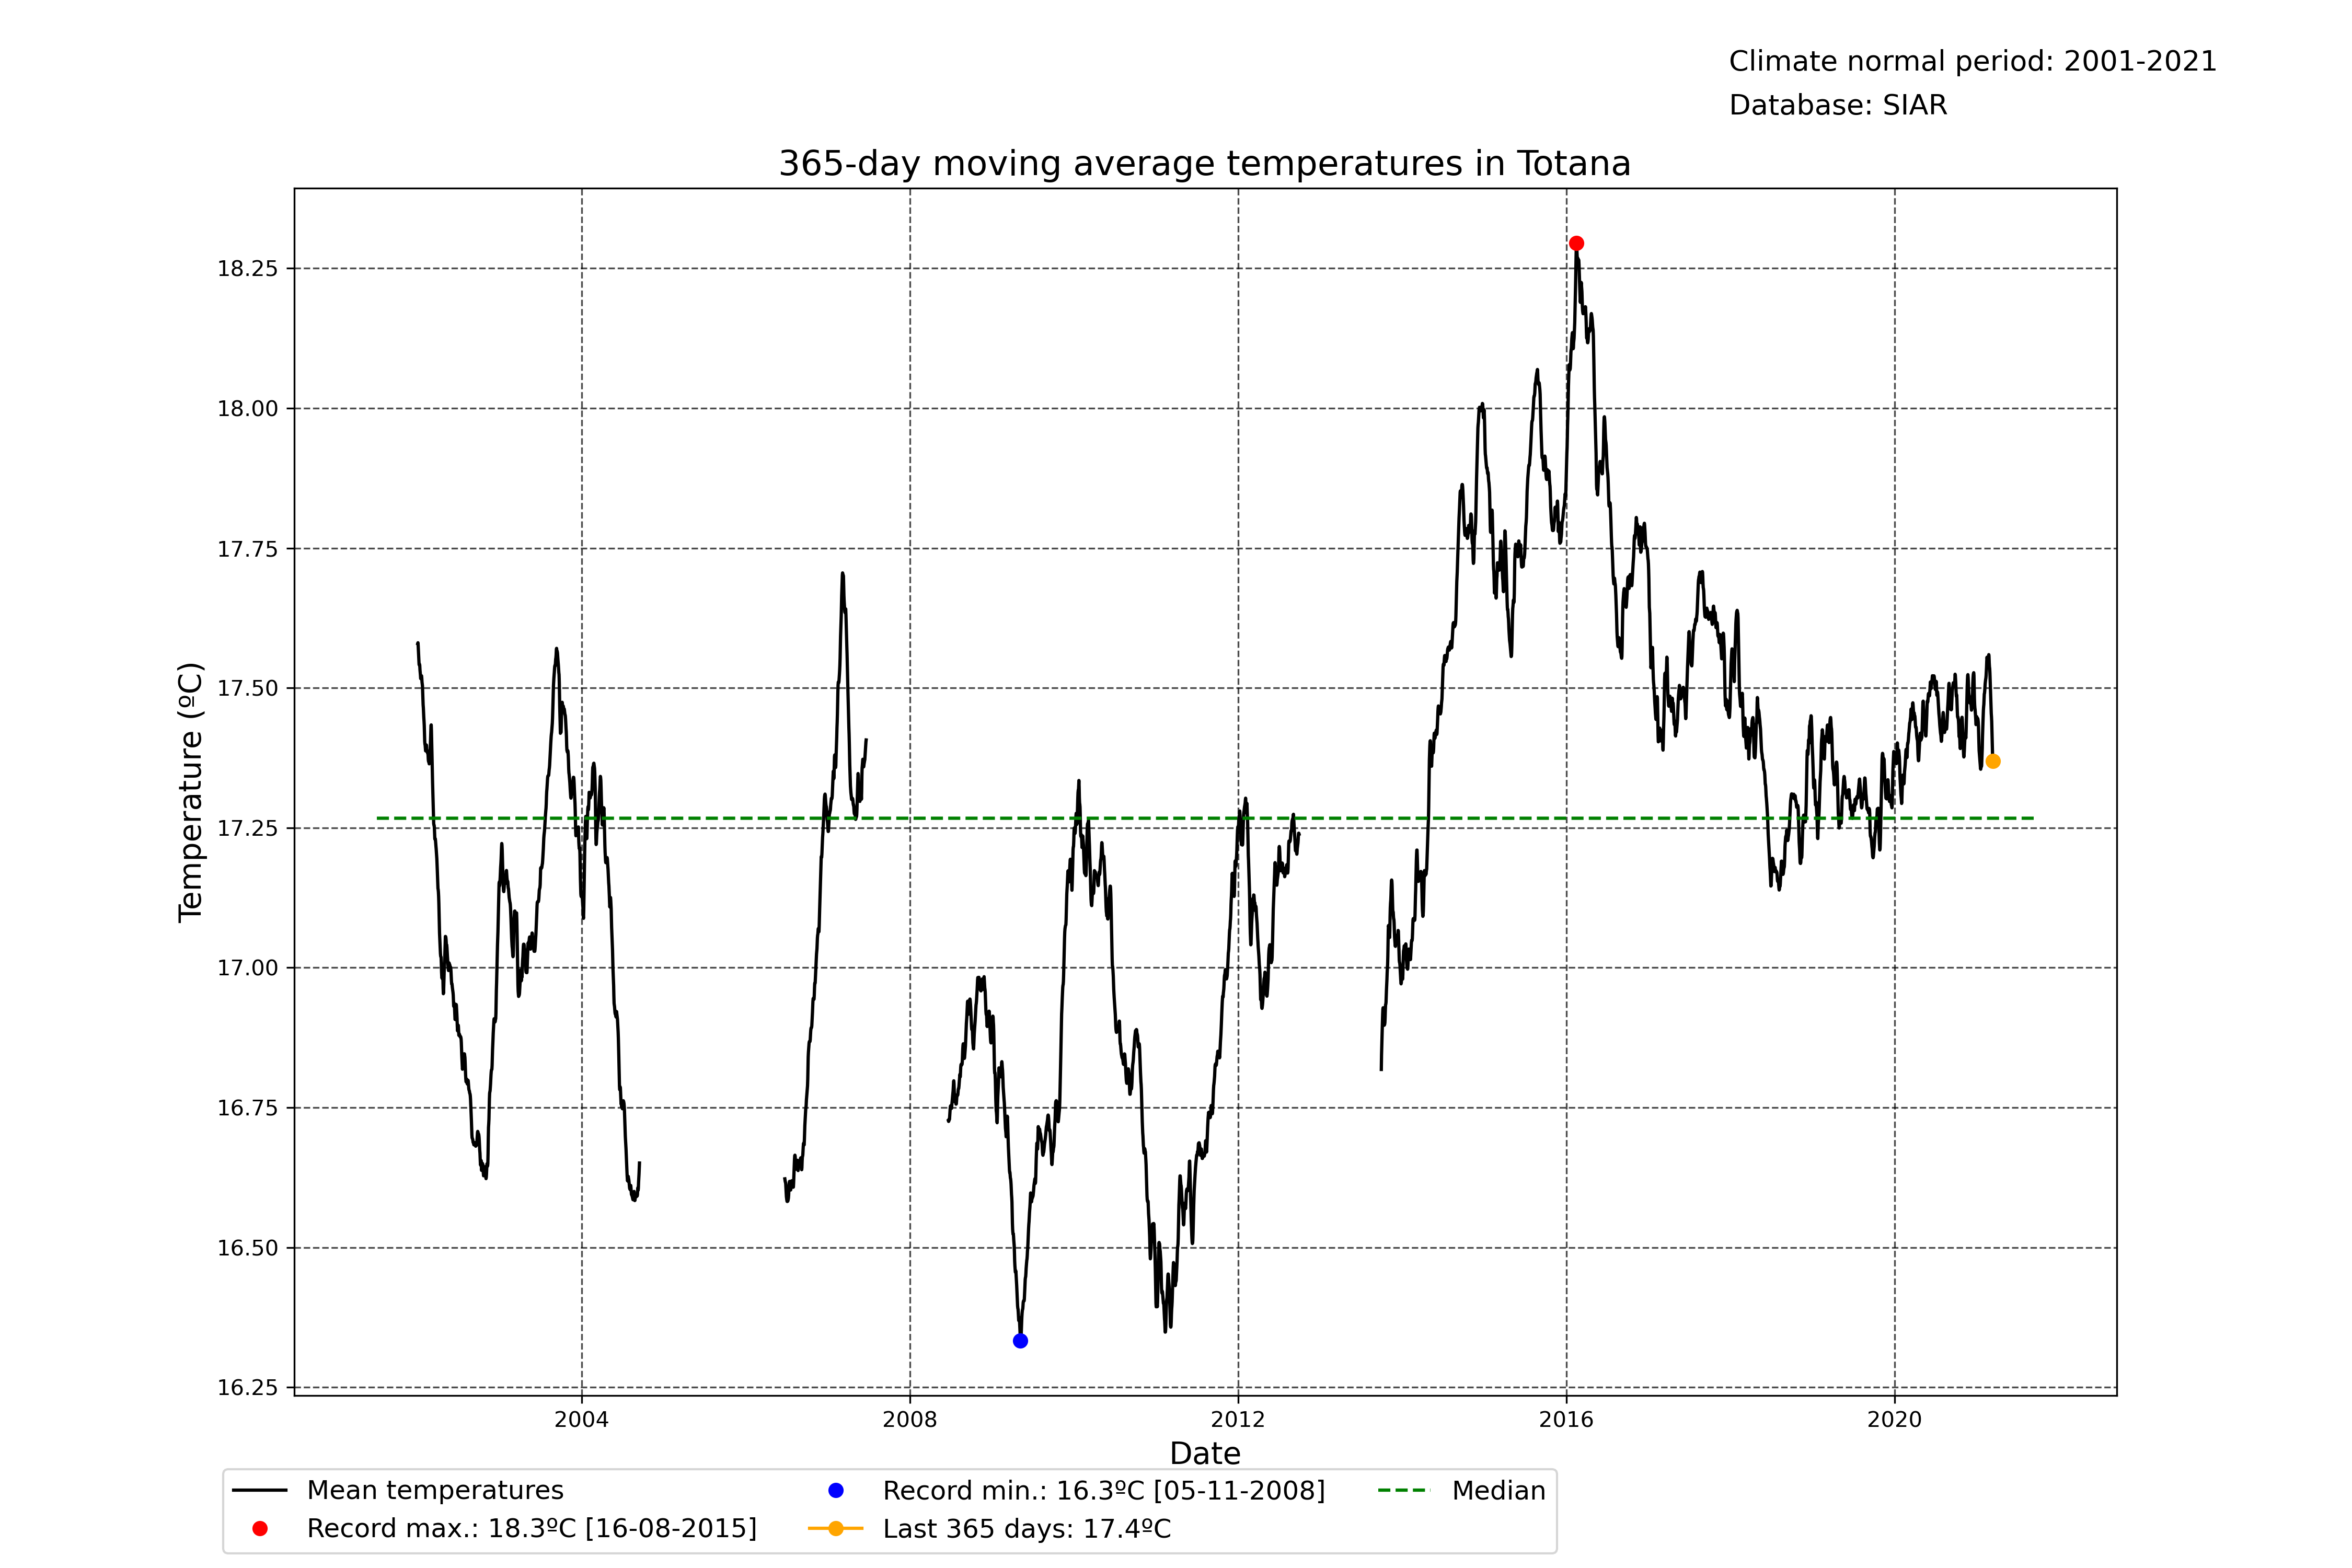 Climate normal period: 2001-2021
Database: SIAR
365-day moving average temperatures in Totana
Temperature (ºC)
18.25
18.00
17.75
17.50
17.25
17.00
16.75
16.50
16.25
2004
2008
2012
2016
2020
Date
Mean temperatures
Record max.: 18.3ºC [16-08-2015]
Record min.: 16.3ºC [05-11-2008]
Last 365 days: 17.4ºC
Median